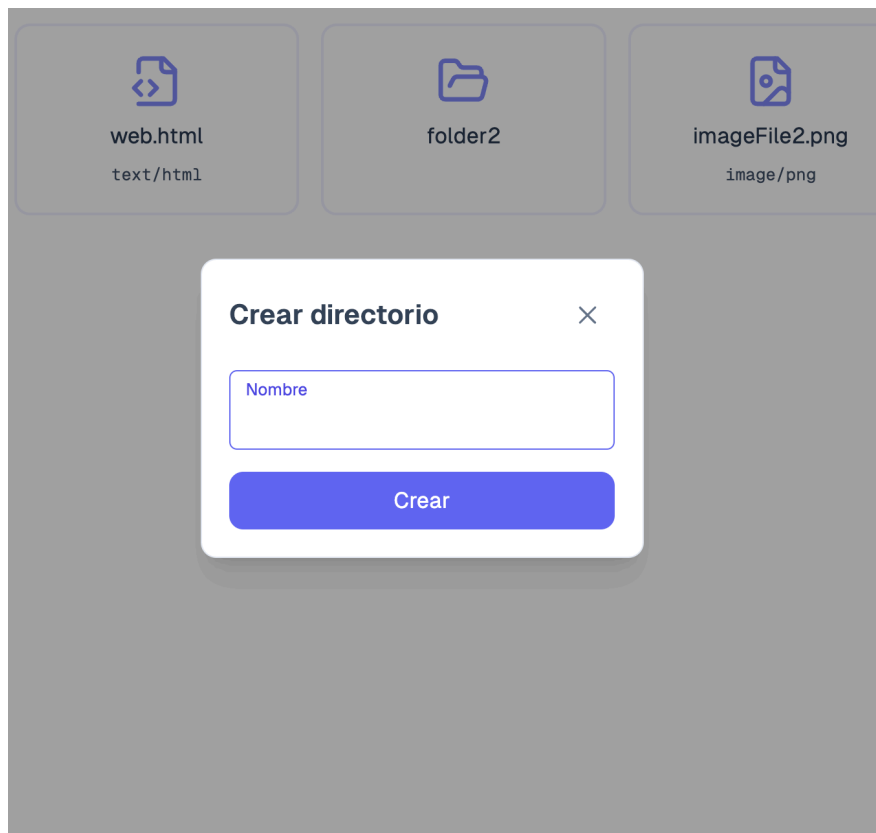 web.html
text/html
folder2
imageFile2.png
image/png
Crear directorio
Nombre
Crear